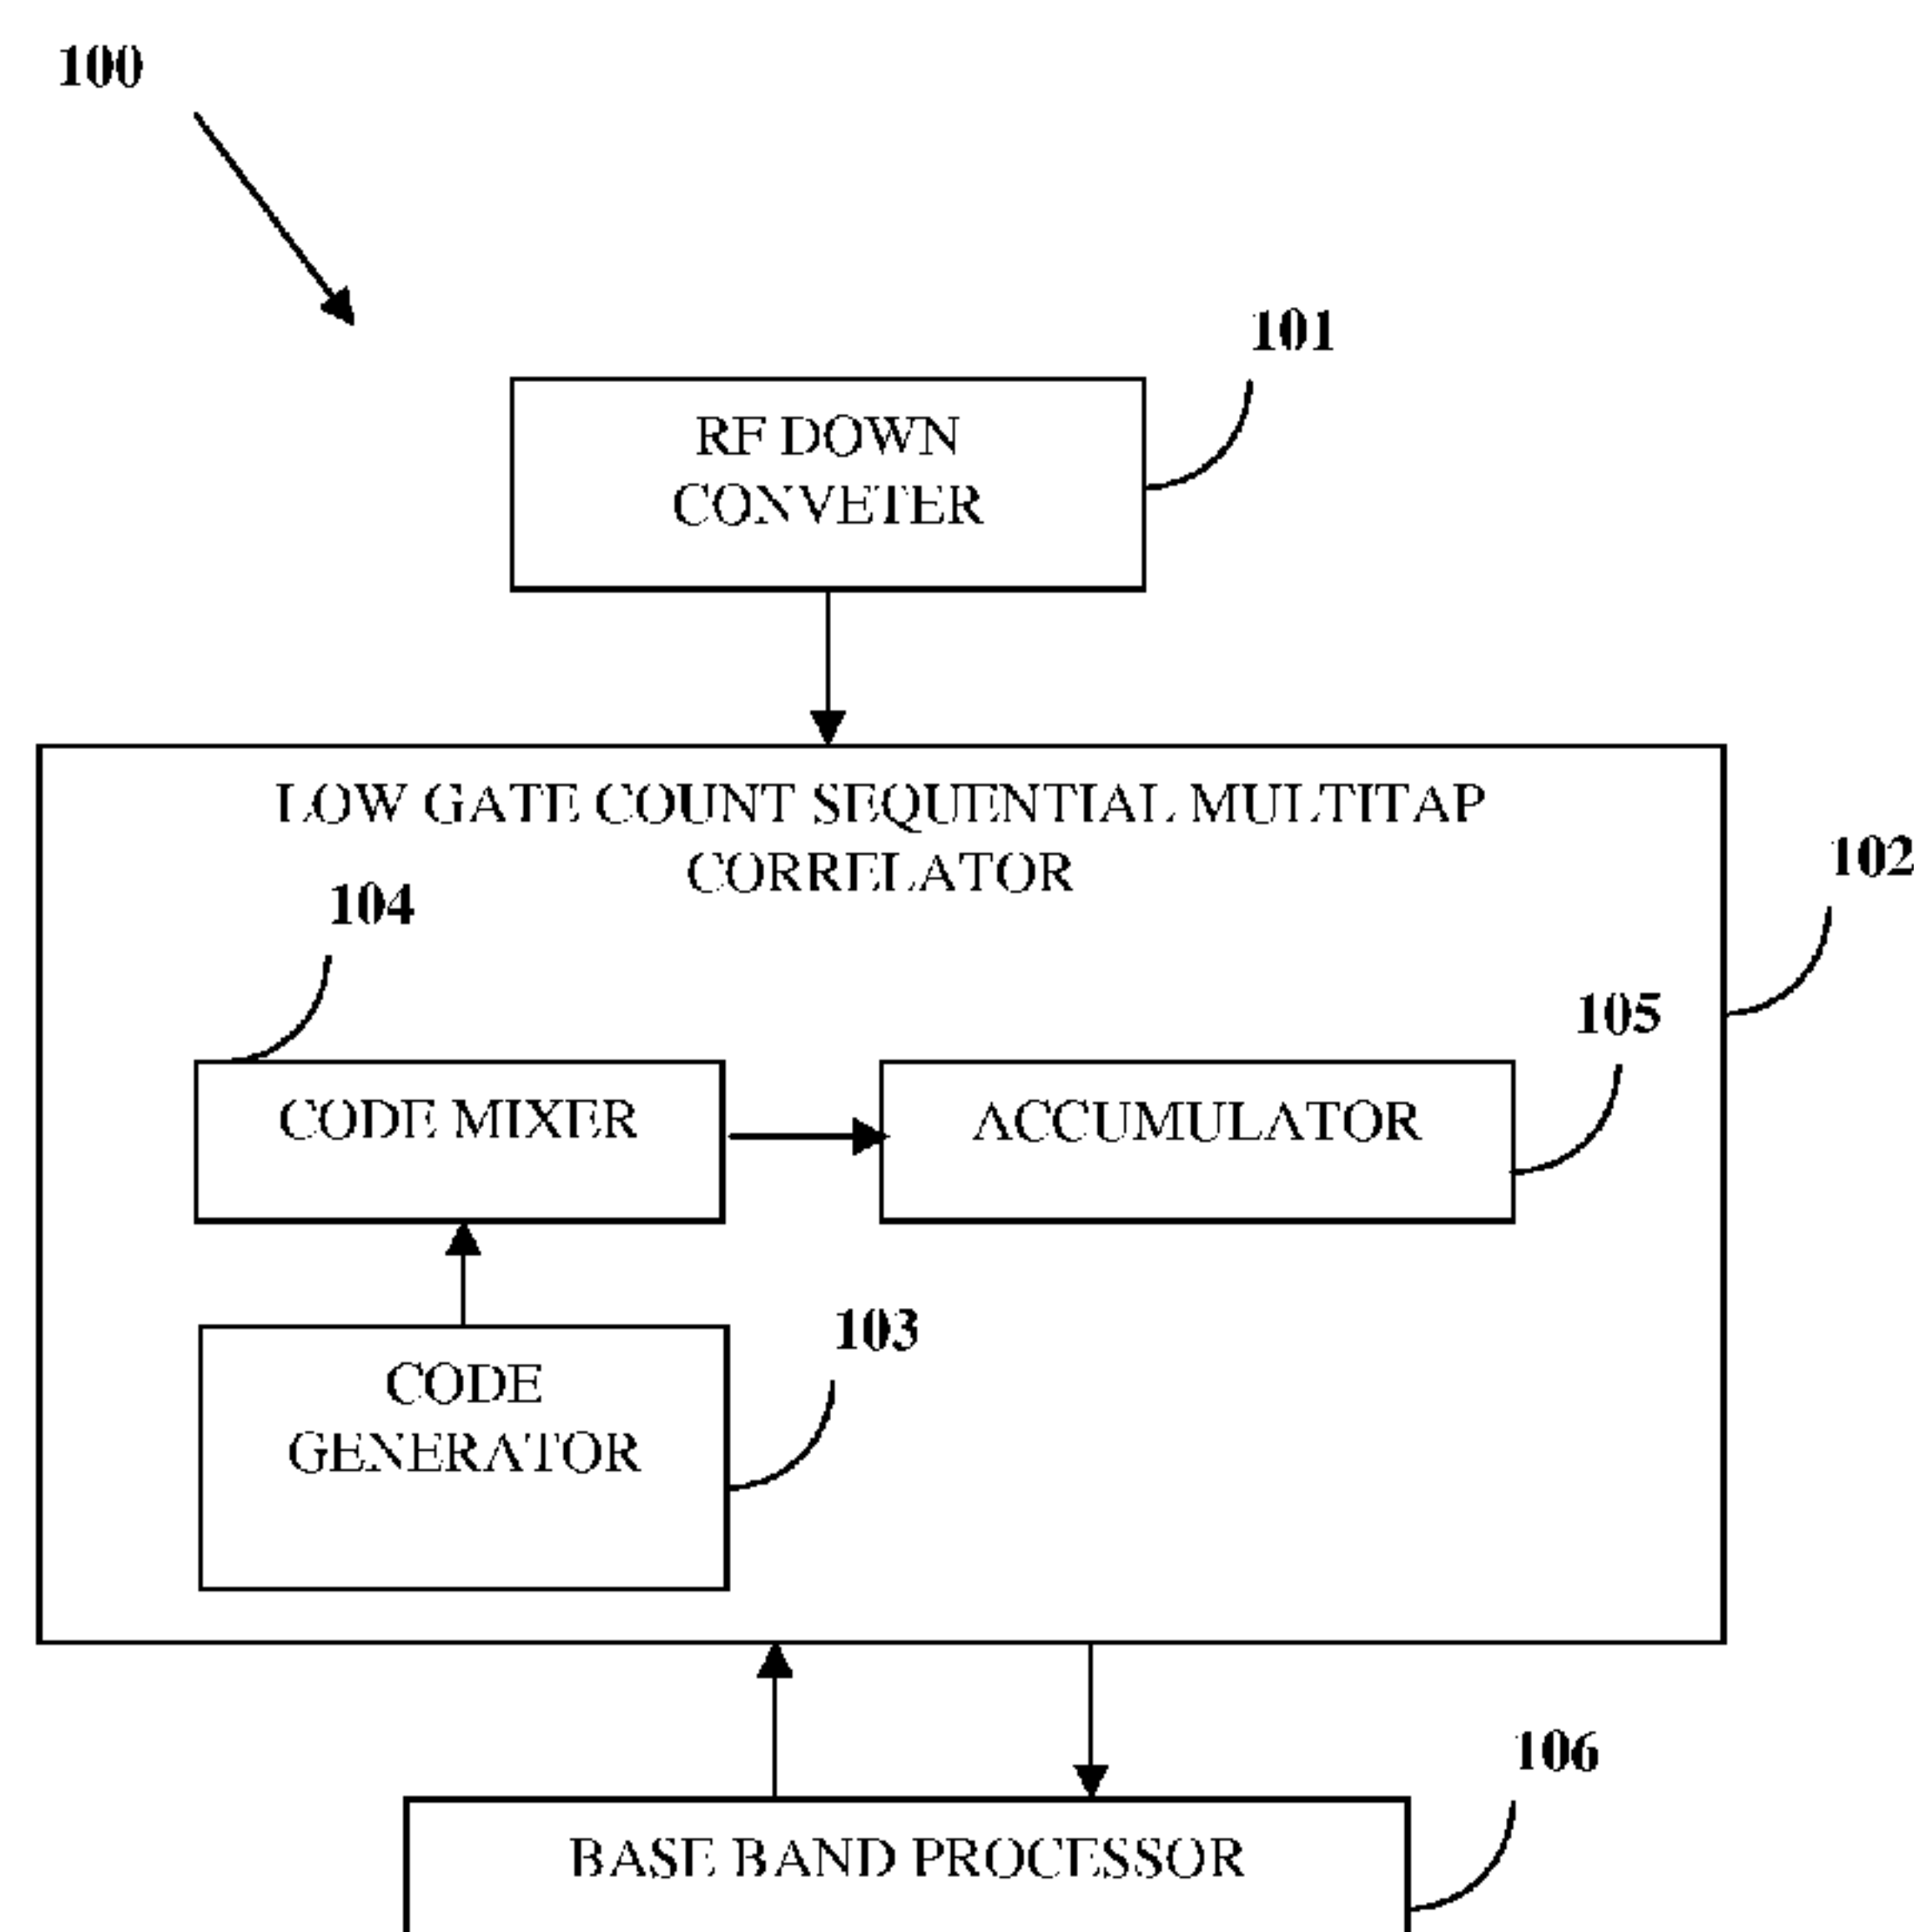 100
101
RF DOWN
CONVETER
LOW GATE COUNT SEQUENTIAL MULTITAP
CORRELATOR
102
104
105
CODE MIXER
ACCUMULATOR
103
CODE
GENERATOR
106
BASE BAND PROCESSOR